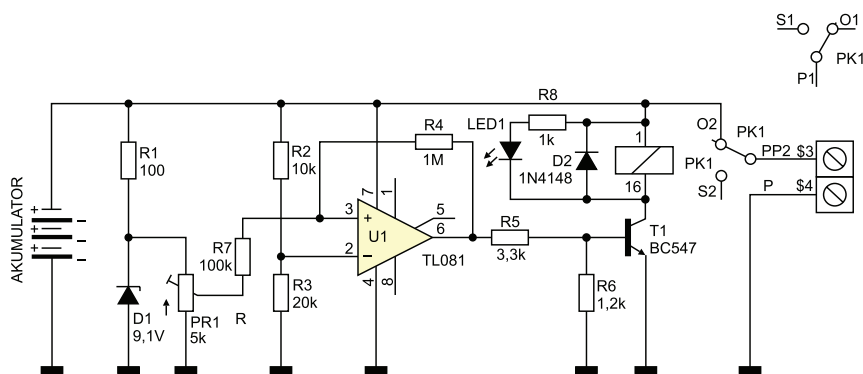 S1
O1
PK1
P1
R8
R4
LED1
O2
PK1
R1
100
R2
10k
1M
1k
D2
1N4148
1
16
PK1
S2
PP2
$3
P
$4
AKUMULATOR
+
-
+
-
+
-
7
1
3
+
5
6
2
-
U1
4
8
TL081
R7
100k
R5
3,3k
T1
BC547
D1
9,1V
PR1
5k
R
R3
20k
R6
1,2k